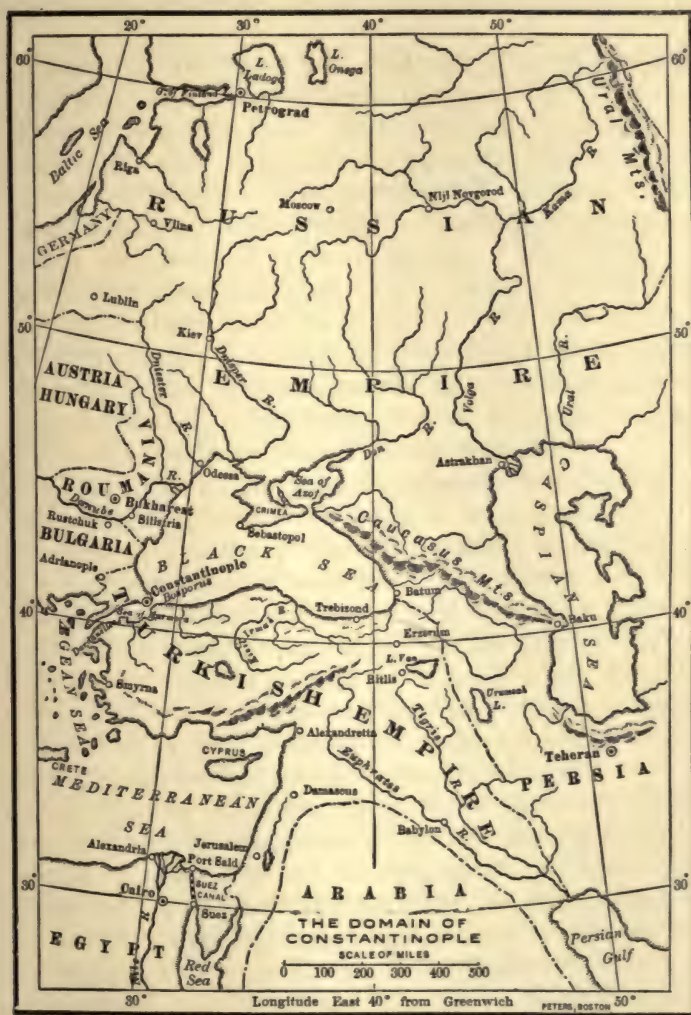 20° 30° 40° 50°
60° 60°
L. Ladoga
L. Onega
G. of Finland
Petrograd
Baltic Sea
Ural Mts.
Riga
RUSSIAN
Moscow
Nijl Novgorod
Kama R.
GERMANY
Vilna
Lublin
50° 50°
Kiev
Dniester R.
Dnieper R.
EMPIRE
Volga R.
Ural R.
AUSTRIA
HUNGARY
Don R.
Astrakhan
Odessa
Sea of
Azof
CRIMEA
Sebastopol
ROUMANIA
Bukharest
Danube R.
Rustchuk
Silistria
BULGARIA
Adrianople
BLACK SEA
Caucasus Mts.
CASPIAN SEA
Constantinople
Bosporus
Sea of Marmora
Batum
Baku
40° 40°
Trebizond
Erzerum
L. Van
Bitlis
Urumiah
L.
AEGEAN SEA
Smyrna
TURKISH EMPIRE
Tigris R.
Teheran
PERSIA
Alexandretta
Euphrates R.
CYPRUS
CRETE
MEDITERRANEAN
SEA
Damascus
Babylon
Jerusalem
Alexandria
Port Said
SUEZ
CANAL
Cairo
Suez
30° 30°
EGYPT
Nile R.
Red
Sea
ARABIA
Persian
Gulf
THE DOMAIN OF
CONSTANTINOPLE
SCALE OF MILES
0 100 200 300 400 500
30° Longitude East 40° from Greenwich 50°
PETERS, BOSTON